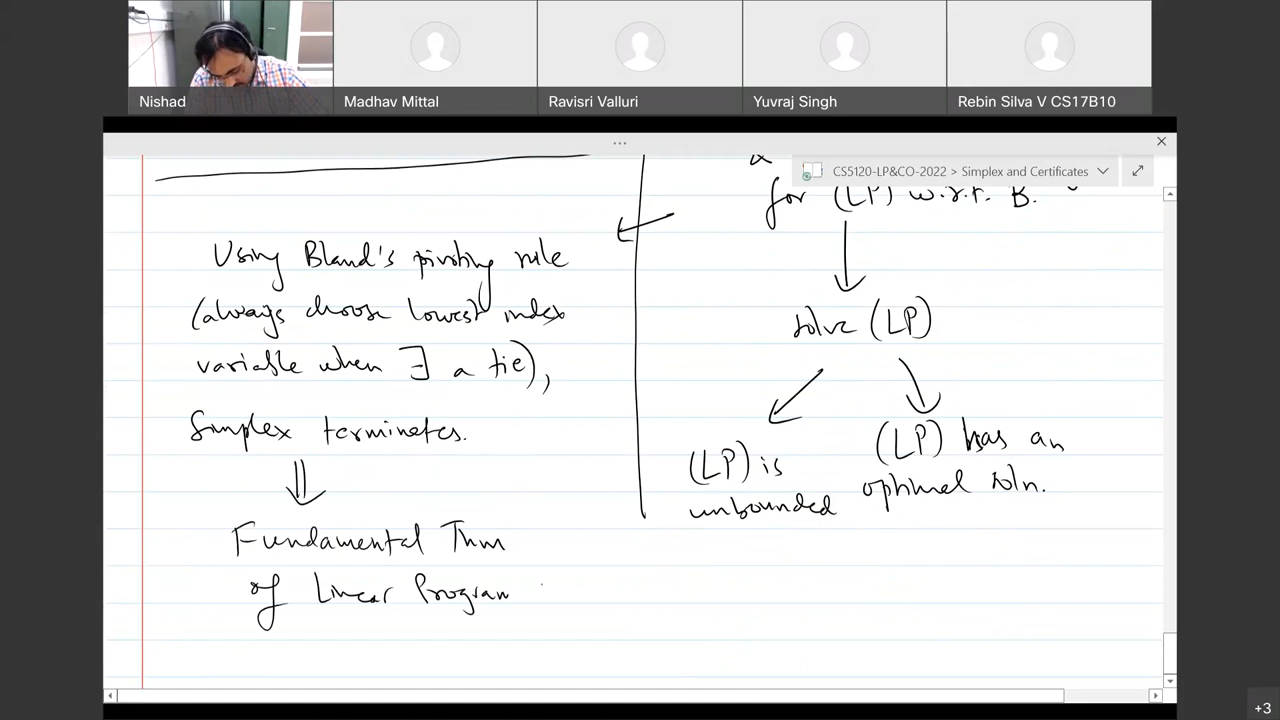 Nishad
Madhav Mittal
Ravisri Valluri
Yuvraj Singh
Rebin Silva V CS17B10
CS5120-LP&CO-2022 > Simplex and Certificates
for (LP) w.r.t. B.
Using Bland's pivoting rule
(always choose lowest index
variable when ∃ a tie),
Simplex terminates.
⇓
Fundamental Thm
of Linear Program
solve (LP)
(LP) is
unbounded
(LP) has an
optimal soln.
+3